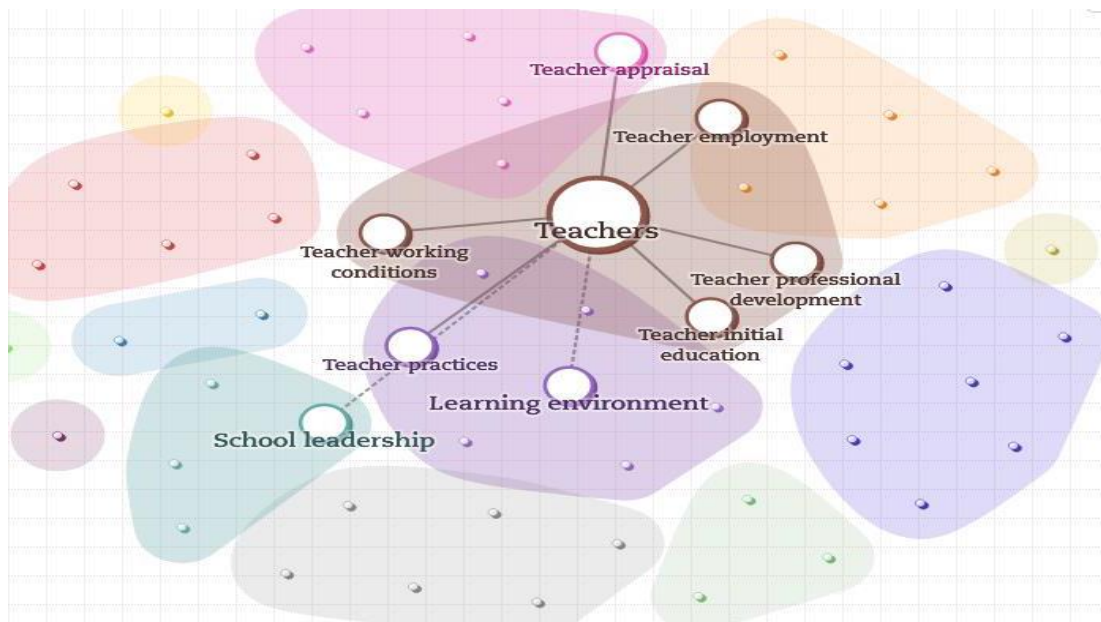 Teacher appraisal
Teacher employment
Teachers
Teacher working
conditions
Teacher professional
development
Teacher initial
education
Teacher practices
Learning environment
School leadership